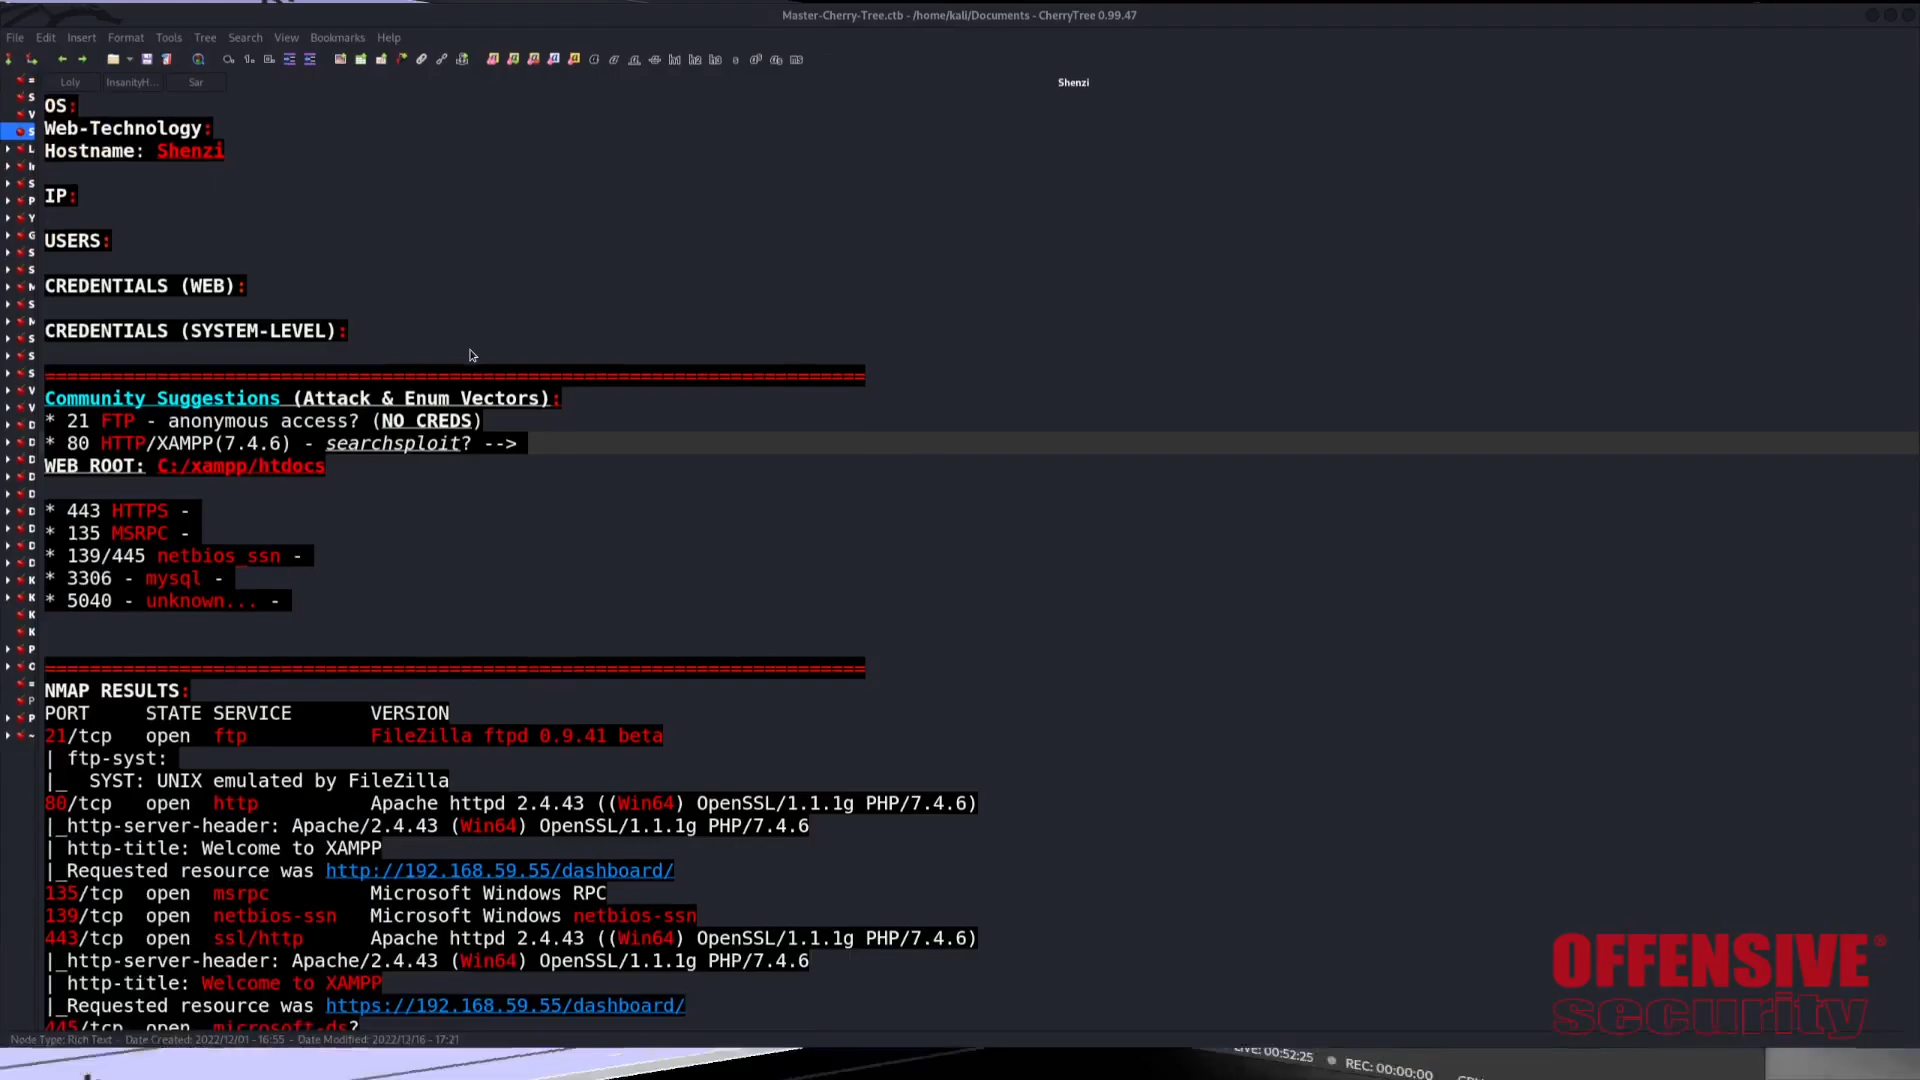 Master-Cherry-Tree.ctb - /home/kali/Documents - CherryTree 0.99.47
File Edit Insert Format Tools Tree Search View Bookmarks Help
Loly InsanityH... Sar Shenzi
OS:
Web-Technology:
Hostname: Shenzi
IP:
USERS:
CREDENTIALS (WEB):
CREDENTIALS (SYSTEM-LEVEL):
=========================================================================
Community Suggestions (Attack & Enum Vectors):
* 21 FTP - anonymous access? (NO CREDS)
* 80 HTTP/XAMPP(7.4.6) - searchsploit? -->
WEB ROOT: C:/xampp/htdocs
* 443 HTTPS -
* 135 MSRPC -
* 139/445 netbios_ssn -
* 3306 - mysql -
* 5040 - unknown... -
=========================================================================
NMAP RESULTS:
PORT STATE SERVICE VERSION
21/tcp open ftp FileZilla ftpd 0.9.41 beta
| ftp-syst:
|_ SYST: UNIX emulated by FileZilla
80/tcp open http Apache httpd 2.4.43 ((Win64) OpenSSL/1.1.1g PHP/7.4.6)
|_http-server-header: Apache/2.4.43 (Win64) OpenSSL/1.1.1g PHP/7.4.6
| http-title: Welcome to XAMPP
|_Requested resource was http://192.168.59.55/dashboard/
135/tcp open msrpc Microsoft Windows RPC
139/tcp open netbios-ssn Microsoft Windows netbios-ssn
443/tcp open ssl/http Apache httpd 2.4.43 ((Win64) OpenSSL/1.1.1g PHP/7.4.6)
|_http-server-header: Apache/2.4.43 (Win64) OpenSSL/1.1.1g PHP/7.4.6
| http-title: Welcome to XAMPP
|_Requested resource was https://192.168.59.55/dashboard/
445/tcp open microsoft-ds?
OFFENSIVE®
security
Node Type: Rich Text - Date Created: 2022/12/01 - 16:55 - Date Modified: 2022/12/16 - 17:21
LIVE: 00:52:25
REC: 00:00:00